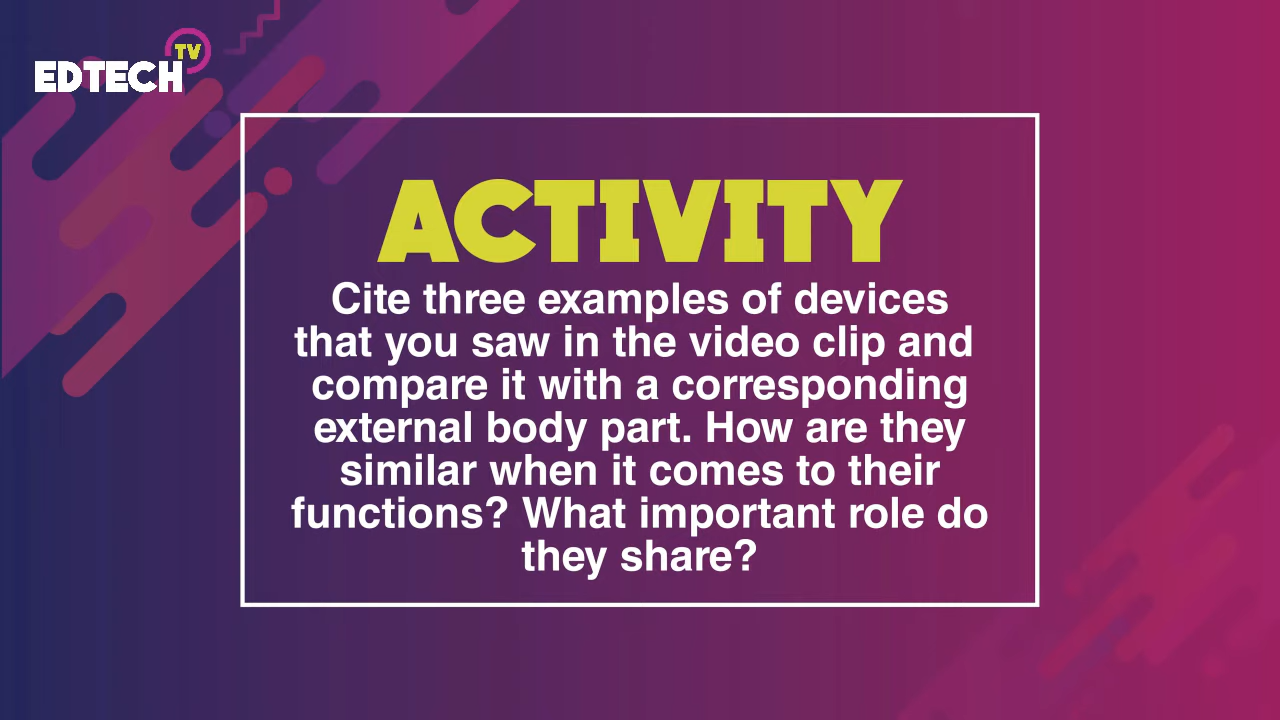 TV
EDTECH
ACTIVITY
Cite three examples of devices
that you saw in the video clip and
compare it with a corresponding
external body part. How are they
similar when it comes to their
functions? What important role do
they share?